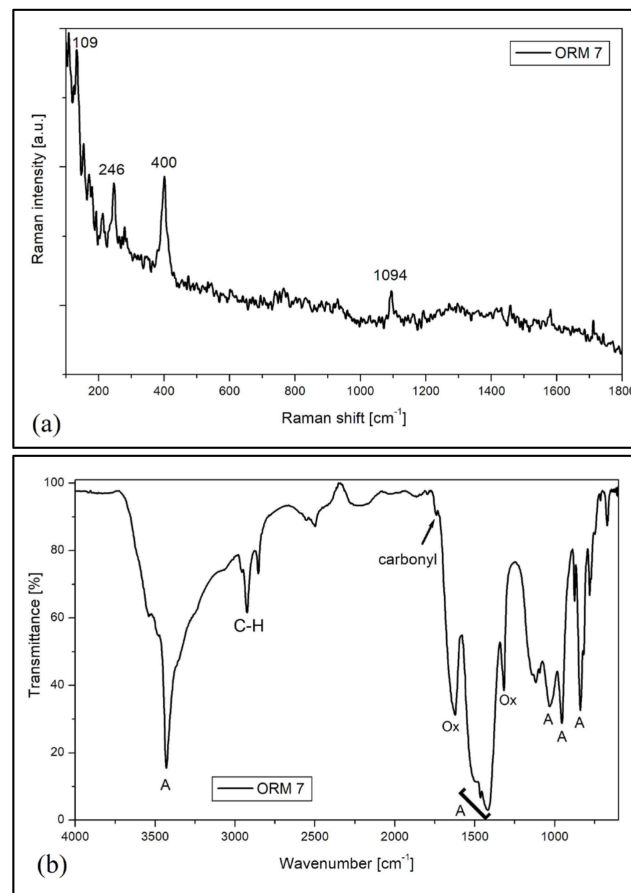 109
246
400
1094
ORM 7
Raman intensity [a.u.]
200 400 600 800 1000 1200 1400 1600 1800
Raman shift [cm-1]
(a)
100
80
60
40
20
0
Transmittance [%]
carbonyl
C-H
Ox
Ox
A
A
A
A
A
ORM 7
4000 3500 3000 2500 2000 1500 1000
Wavenumber [cm-1]
(b)